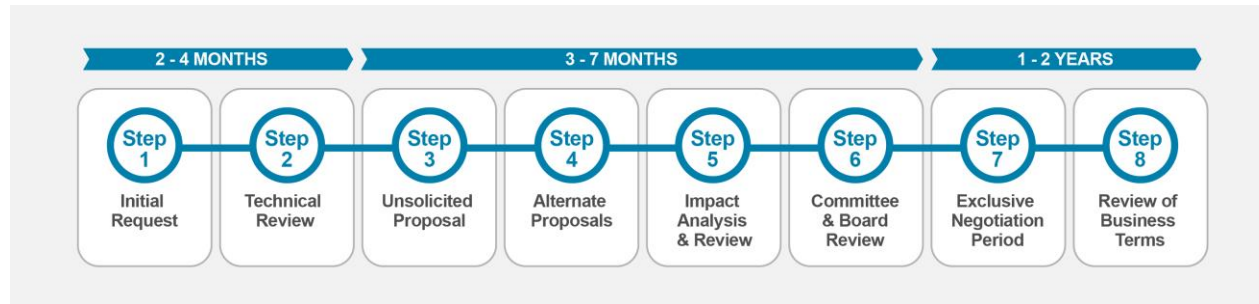 2 - 4 MONTHS
3 - 7 MONTHS
1 - 2 YEARS
Step
1
Initial
Request
Step
2
Technical
Review
Step
3
Unsolicited
Proposal
Step
4
Alternate
Proposals
Step
5
Impact
Analysis
& Review
Step
6
Committee
& Board
Review
Step
7
Exclusive
Negotiation
Period
Step
8
Review of
Business
Terms